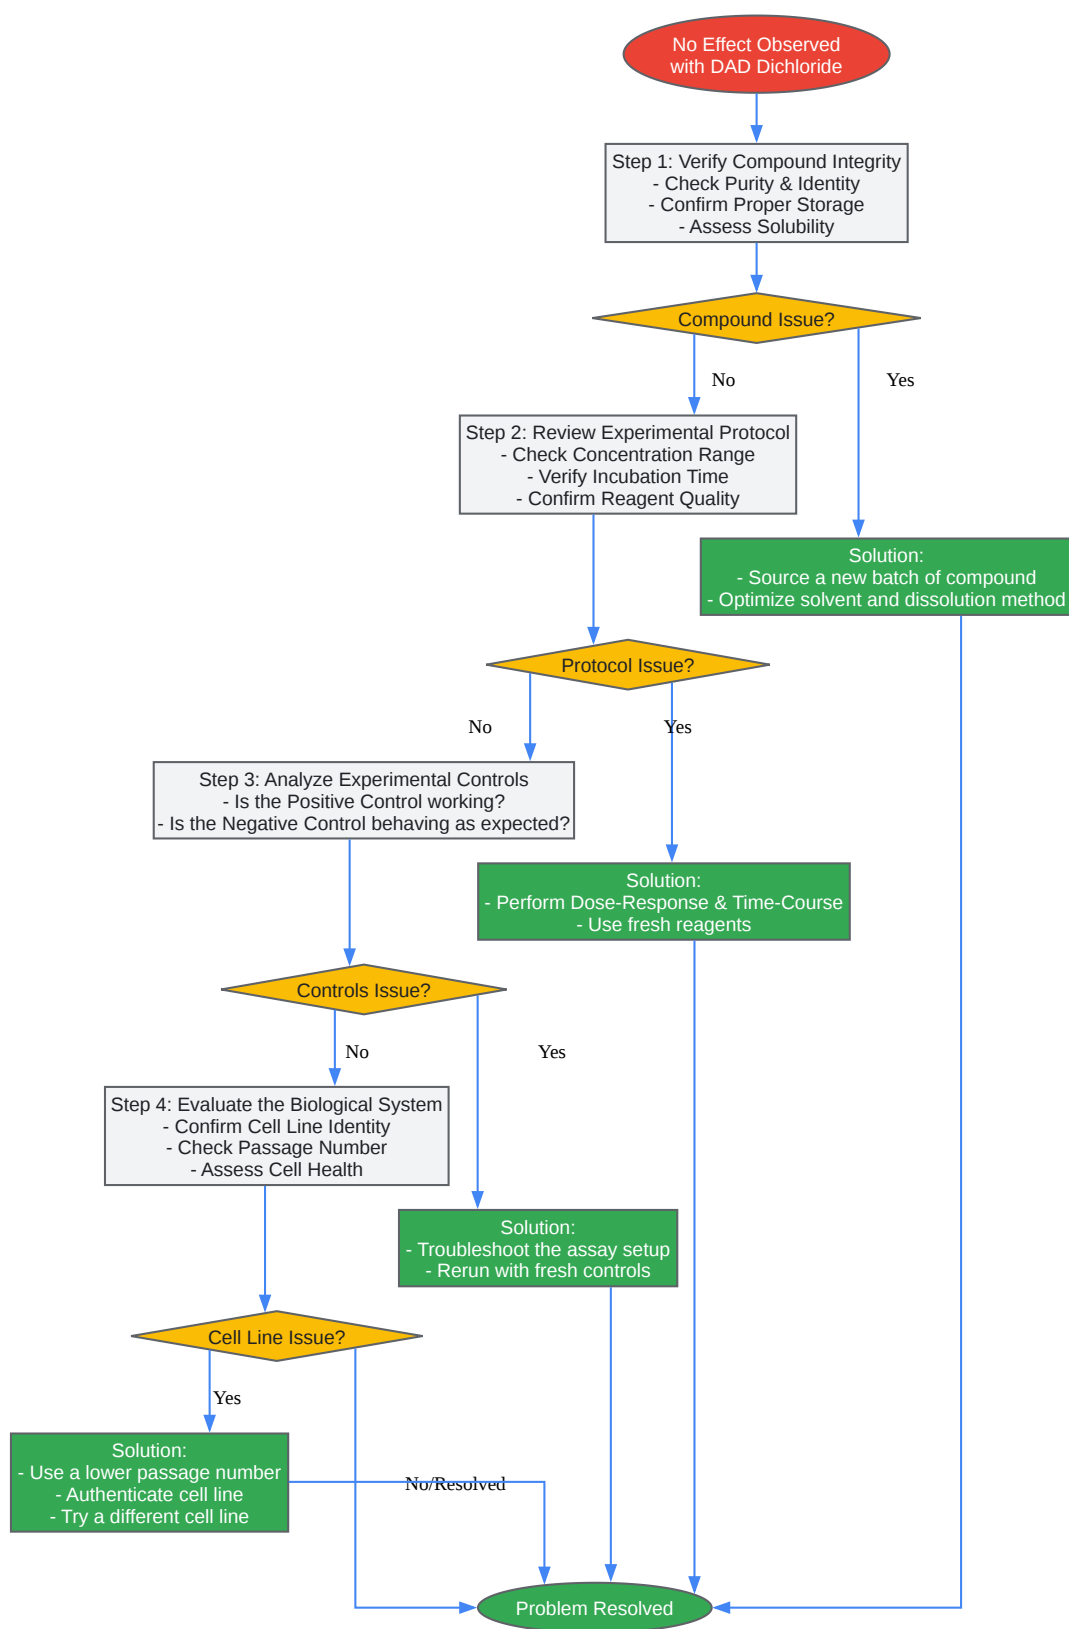 No Effect Observed
with DAD Dichloride
Step 1: Verify Compound Integrity
- Check Purity & Identity
- Confirm Proper Storage
- Assess Solubility
Compound Issue?
No
Yes
Step 2: Review Experimental Protocol
- Check Concentration Range
- Verify Incubation Time
- Confirm Reagent Quality
Solution:
- Source a new batch of compound
- Optimize solvent and dissolution method
Protocol Issue?
No
Yes
Step 3: Analyze Experimental Controls
- Is the Positive Control working?
- Is the Negative Control behaving as expected?
Solution:
- Perform Dose-Response & Time-Course
- Use fresh reagents
Controls Issue?
No
Yes
Step 4: Evaluate the Biological System
- Confirm Cell Line Identity
- Check Passage Number
- Assess Cell Health
Solution:
- Troubleshoot the assay setup
- Rerun with fresh controls
Cell Line Issue?
Yes
Solution:
- Use a lower passage number
- Authenticate cell line
- Try a different cell line
No/Resolved
Problem Resolved